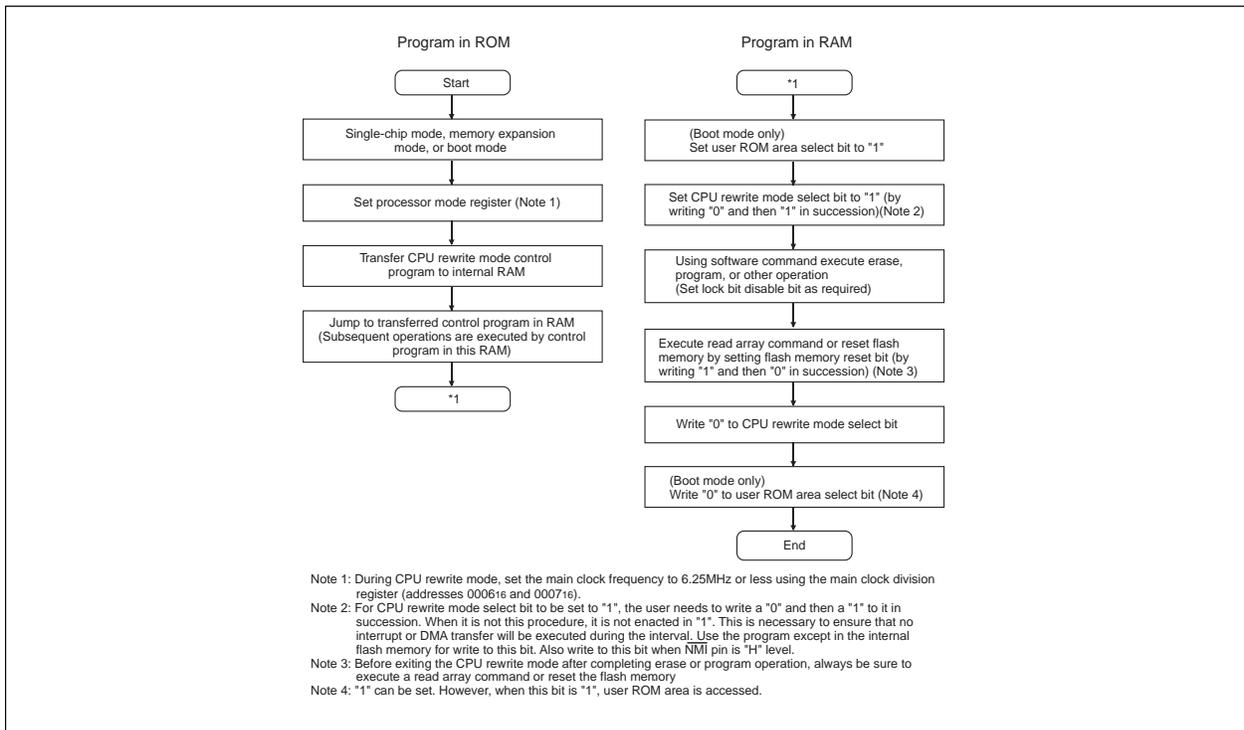 Program in ROM
Start
Single-chip mode, memory expansion
mode, or boot mode
Set processor mode register (Note 1)
Transfer CPU rewrite mode control
program to internal RAM
Jump to transferred control program in RAM
(Subsequent operations are executed by control
program in this RAM)
*1
Program in RAM
*1
(Boot mode only)
Set user ROM area select bit to "1"
Set CPU rewrite mode select bit to "1" (by
writing "0" and then "1" in succession)(Note 2)
Using software command execute erase,
program, or other operation
(Set lock bit disable bit as required)
Execute read array command or reset flash
memory by setting flash memory reset bit (by
writing "1" and then "0" in succession) (Note 3)
Write "0" to CPU rewrite mode select bit
(Boot mode only)
Write "0" to user ROM area select bit (Note 4)
End
Note 1: During CPU rewrite mode, set the main clock frequency to 6.25MHz or less using the main clock division
register (addresses 000616 and 000716).
Note 2: For CPU rewrite mode select bit to be set to "1", the user needs to write a "0" and then a "1" to it in
succession. When it is not this procedure, it is not enacted in "1". This is necessary to ensure that no
interrupt or DMA transfer will be executed during the interval. Use the program except in the internal
flash memory for write to this bit. Also write to this bit when NMI pin is "H" level.
Note 3: Before exiting the CPU rewrite mode after completing erase or program operation, always be sure to
execute a read array command or reset the flash memory
Note 4: "1" can be set. However, when this bit is "1", user ROM area is accessed.